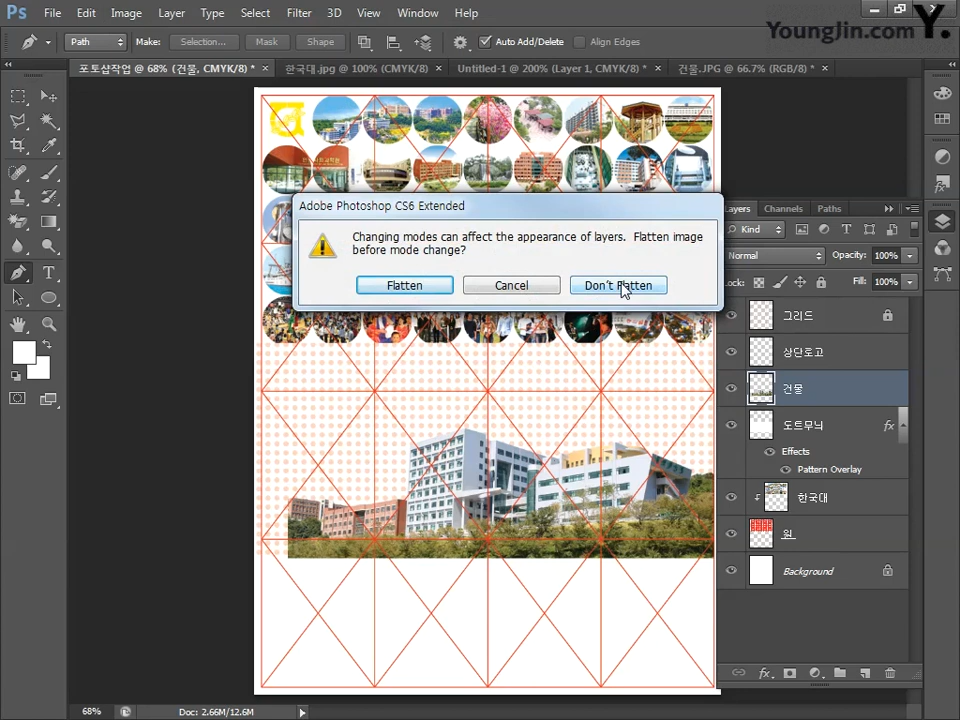 Ps File Edit Image Layer Type Select Filter 3D View Window Help
YoungJin.com Y.
Path Make: Selection... Mask Shape Auto Add/Delete Align Edges
포토샵작업 @ 68% (건물, CMYK/8) * × 한국대.jpg @ 100% (CMYK/8) × Untitled-1 @ 200% (Layer 1, CMYK/8) * × 건물.JPG @ 66.7% (RGB/8) * ×
Adobe Photoshop CS6 Extended
Changing modes can affect the appearance of layers. Flatten image
before mode change?
Flatten Cancel Don't Flatten
Layers Channels Paths
Kind
Normal Opacity: 100%
Lock: Fill: 100%
그리드
상단로고
건물
도트무늬 fx
Effects
Pattern Overlay
한국대
원
Background
68% Doc: 2.66M/12.6M